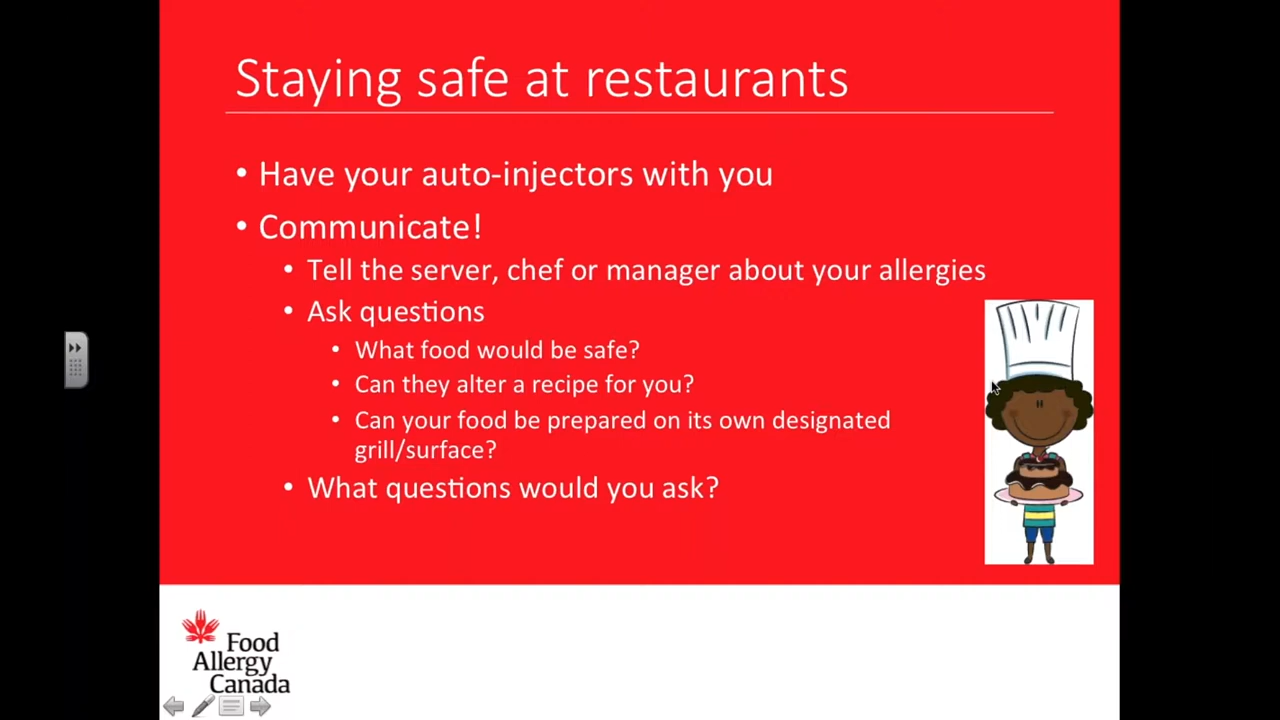 Staying safe at restaurants
• Have your auto-injectors with you
• Communicate!
• Tell the server, chef or manager about your allergies
• Ask questions
• What food would be safe?
• Can they alter a recipe for you?
• Can your food be prepared on its own designated
grill/surface?
• What questions would you ask?
Food
Allergy
Canada